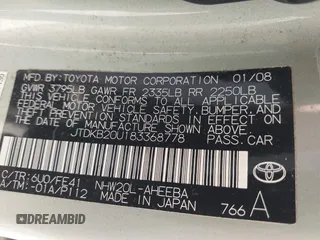 MFD. BY TOYOTA MOTOR CORPORATION 01/08
GVWR 3795LB GAWR FR 2335LB RR 2250LB
THIS VEHICLE CONFORMS TO ALL APPLICABLE
FEDERAL MOTOR VEHICLE SAFETY, BUMPER, AND
THEFT PREVENTION STANDARDS IN EFFECT ON
THE DATE OF MANUFACTURE SHOWN ABOVE.
JTDKB20U183368778 PASS.CAR
C/TR: 6U0/FE41 NHW20L-AHEEBA
A/TM: -01A/P112 MADE IN JAPAN
TOYOTA
766 A
DREAMBID